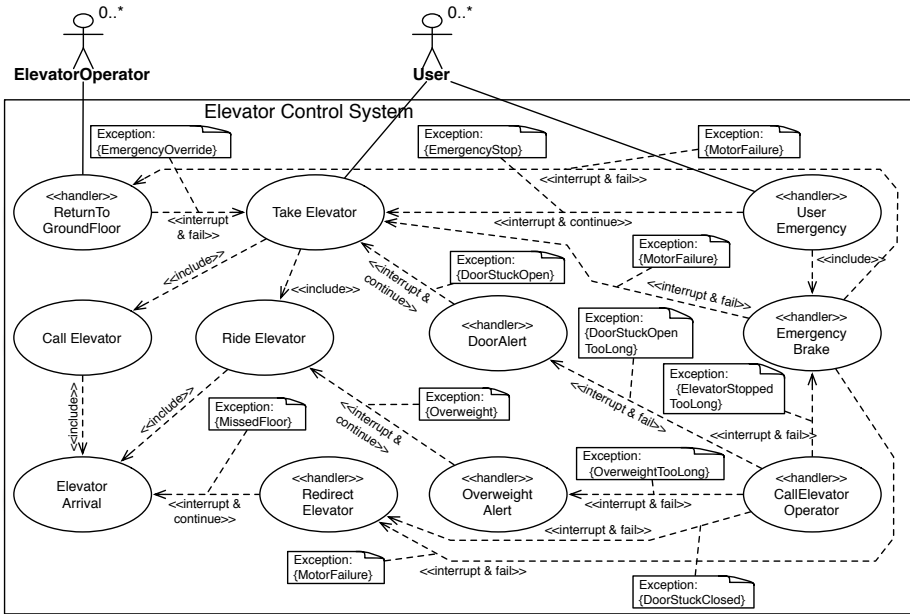 0..*
0..*
ElevatorOperator
User
Elevator Control System
Exception:
{EmergencyOverride}
Exception:
{EmergencyStop}
Exception:
{MotorFailure}
<<interrupt & fail>>
<<handler>>
ReturnTo
GroundFloor
<<interrupt
& fail>>
Take Elevator
<<interrupt & continue>>
<<handler>>
User
Emergency
<<include>>
<<include>>
<<interrupt &
continue>>
Exception:
{DoorStuckOpen}
Exception:
{MotorFailure}
<<interrupt & fail>>
<<include>>
Call Elevator
Ride Elevator
<<handler>>
DoorAlert
Exception:
{DoorStuckOpen
TooLong}
<<handler>>
Emergency
Brake
<<include>>
<<include>>
Exception:
{MissedFloor}
<<interrupt &
continue>>
Exception:
{Overweight}
<<interrupt & fail>>
Exception:
{ElevatorStopped
TooLong}
<<interrupt & fail>>
Elevator
Arrival
<<interrupt &
continue>>
<<handler>>
Redirect
Elevator
<<handler>>
Overweight
Alert
Exception:
{OverweightTooLong}
<<interrupt & fail>>
<<handler>>
CallElevator
Operator
<<interrupt & fail>>
Exception:
{MotorFailure}
<<interrupt & fail>>
Exception:
{DoorStuckClosed}